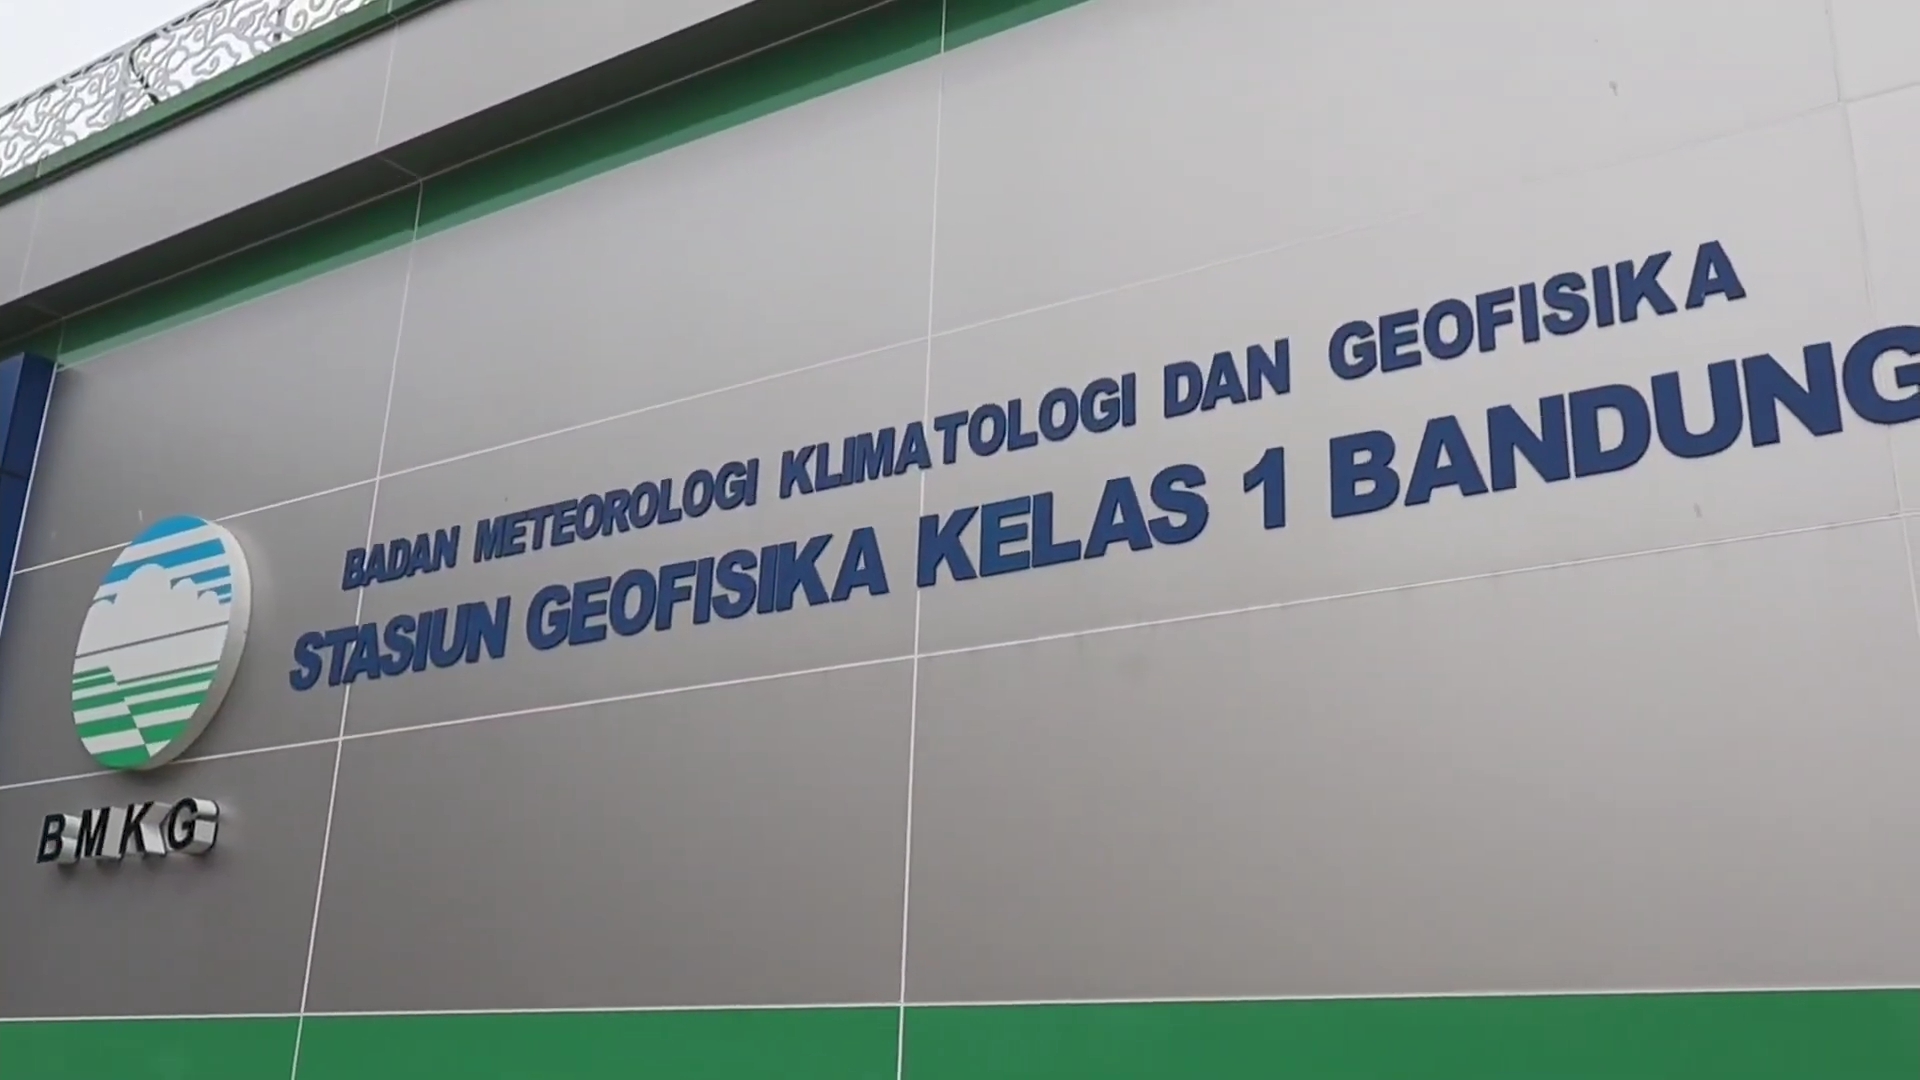 BADAN METEOROLOGI KLIMATOLOGI DAN GEOFISIKA
STASIUN GEOFISIKA KELAS 1 BANDUNG
BMKG